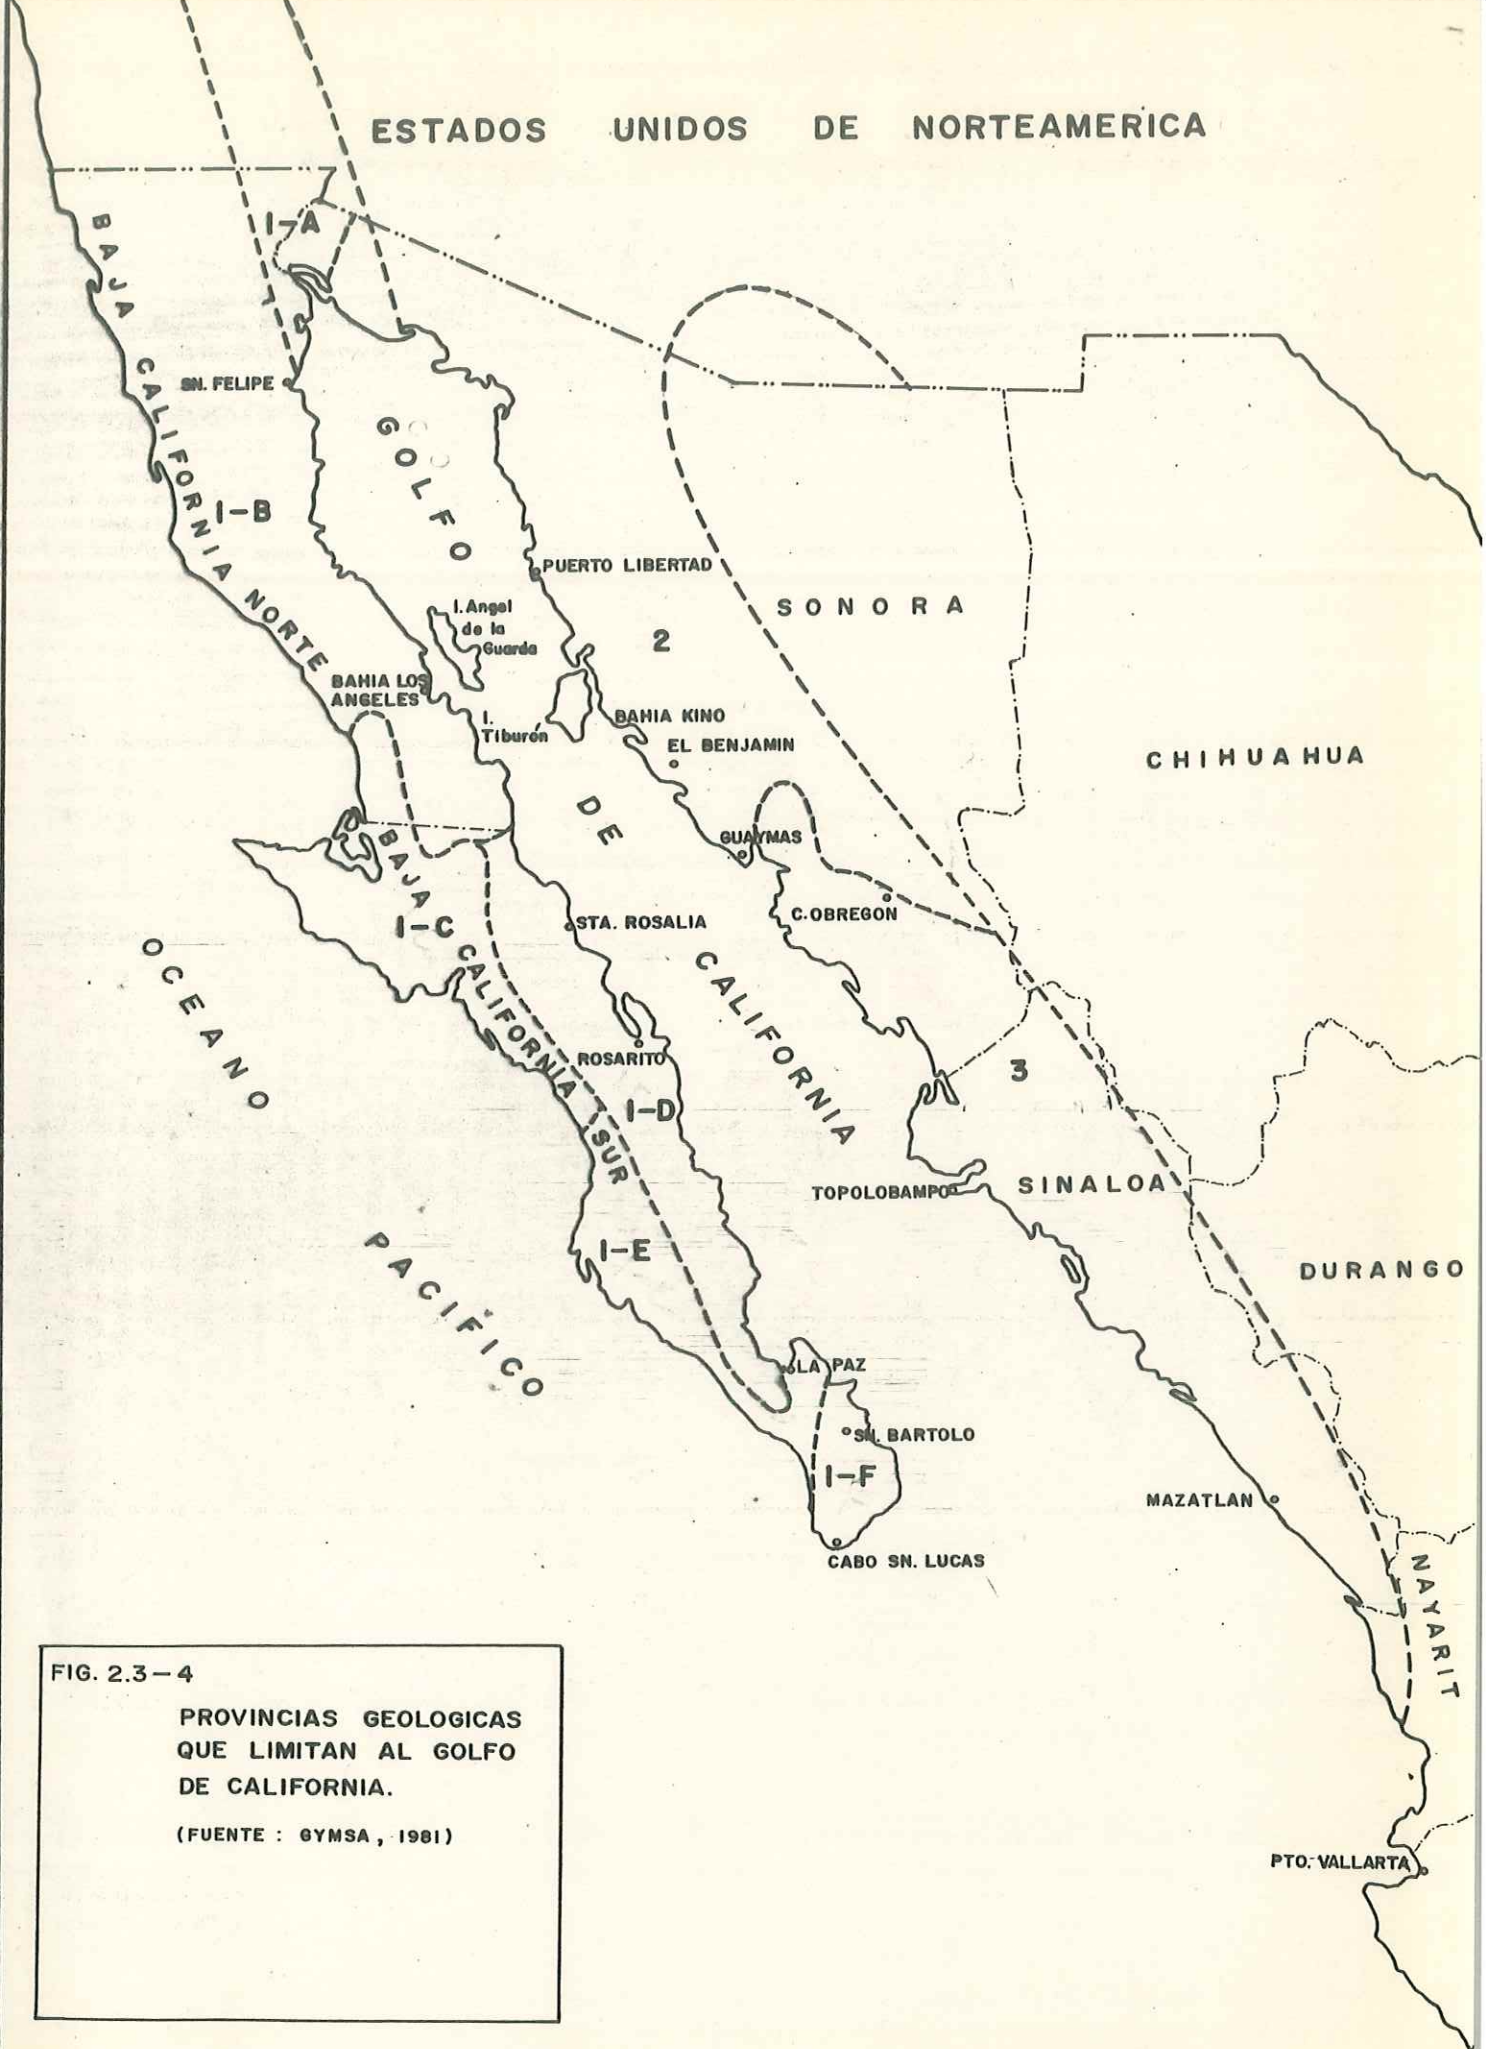 ESTADOS UNIDOS DE NORTEAMERICA
I-A
BAJA CALIFORNIA NORTE
SN. FELIPE
GOLFO DE CALIFORNIA
I-B
PUERTO LIBERTAD
SONORA
I. Angel
de la
Guarda
2
BAHIA LOS
ANGELES
I.
Tiburón
BAHIA KINO
EL BENJAMIN
CHIHUAHUA
GUAYMAS
BAJA CALIFORNIA SUR
I-C
C. OBREGON
STA. ROSALIA
OCEANO PACIFICO
ROSARITO
3
I-D
TOPOLOBAMPO
SINALOA
I-E
DURANGO
LA PAZ
SN. BARTOLO
I-F
MAZATLAN
CABO SN. LUCAS
NAYARIT
PTO. VALLARTA
FIG. 2.3-4
PROVINCIAS GEOLOGICAS
QUE LIMITAN AL GOLFO
DE CALIFORNIA.
(FUENTE : GYMSA, 1981)